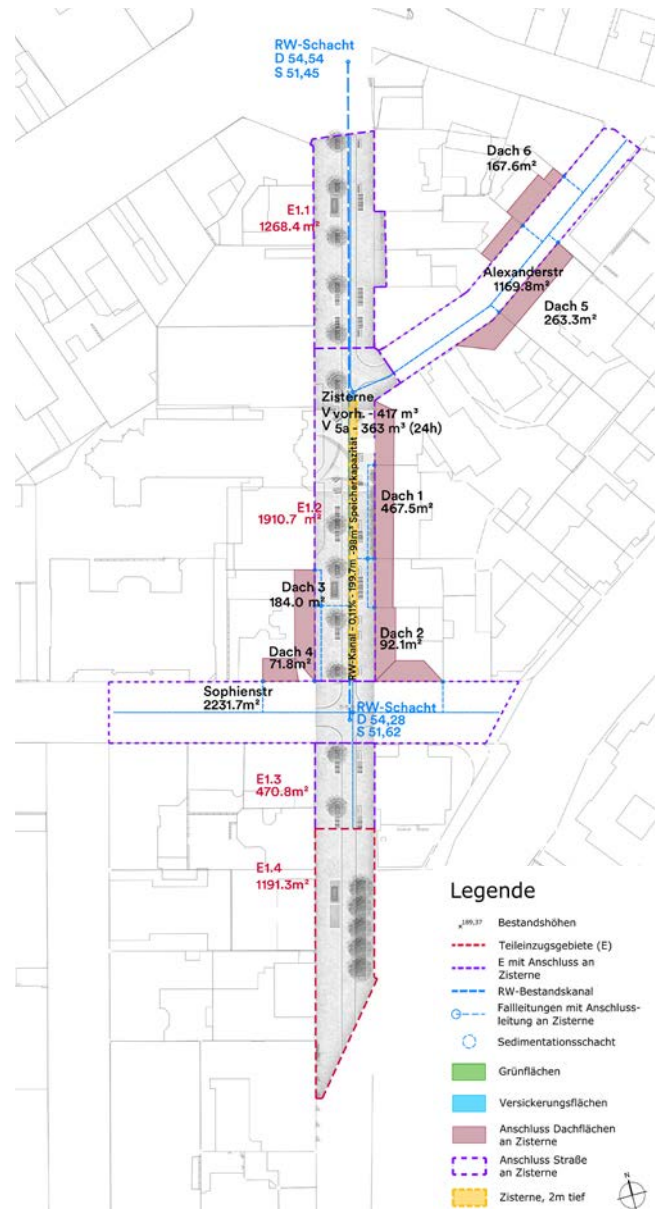 RW-Schacht
D 54,54
S 51,45
Dach 6
167.6m²
E1.1
1268.4 m²
Alexanderstr
1169.8m²
Dach 5
263.3m²
Zisterne
V vorh. - 417 m³
V 5a - 363 m³ (24h)
RW-Kanal - 0,11% - 199.7m -98m³ Speicherkapazität
Dach 1
467.5m²
E1.2
1910.7 m²
Dach 3
184.0 m²
Dach 4
71.8m²
Dach 2
92.1m²
Sophienstr
2231.7m²
RW-Schacht
D 54,28
S 51,62
E1.3
470.8m²
E1.4
1191.3m²
Legende
189,37
Bestandshöhen
Teileinzugsgebiete (E)
E mit Anschluss an
Zisterne
RW-Bestandskanal
Fallleitungen mit Anschluss-
leitung an Zisterne
Sedimentationsschacht
Grünflächen
Versickerungsflächen
Anschluss Dachflächen
an Zisterne
Anschluss Straße
an Zisterne
Zisterne, 2m tief
N